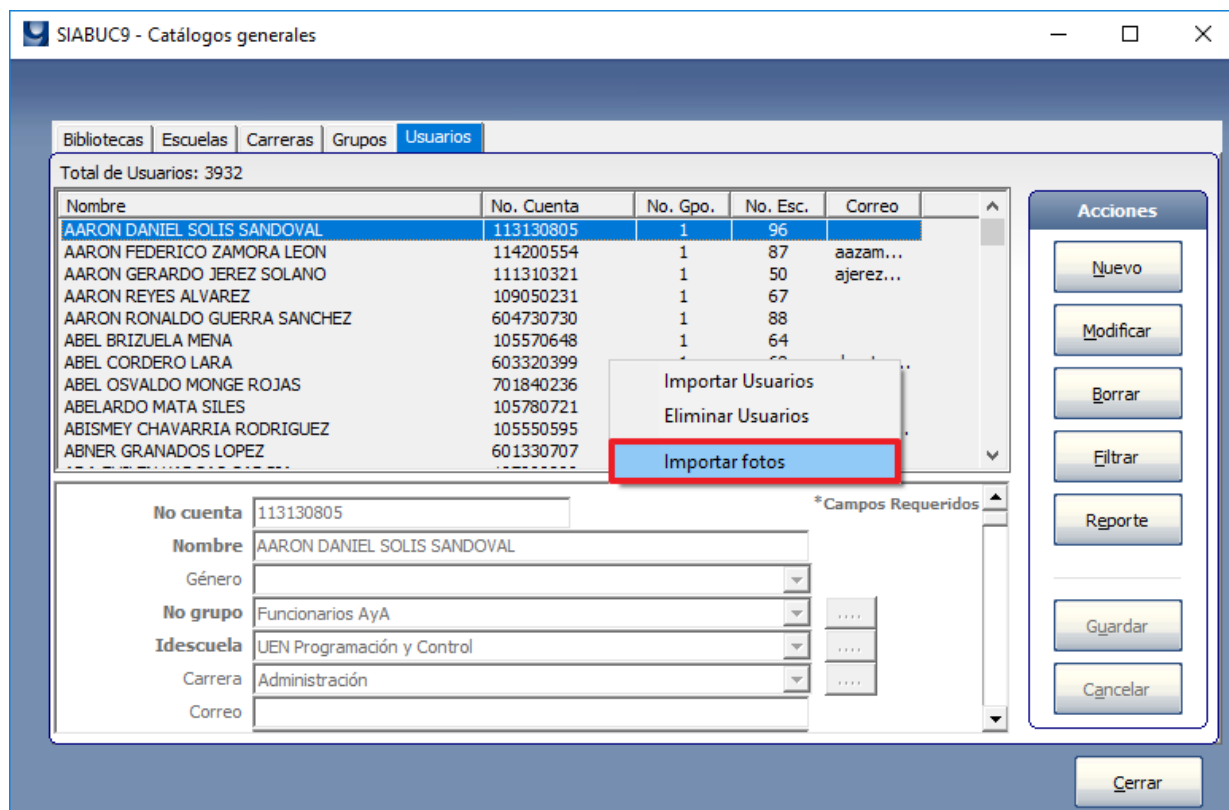 SIABUC9 - Catálogos generales
Bibliotecas Escuelas Carreras Grupos Usuarios
Total de Usuarios: 3932
Nombre No. Cuenta No. Gpo. No. Esc. Correo
AARON DANIEL SOLIS SANDOVAL 113130805 1 96
AARON FEDERICO ZAMORA LEON 114200554 1 87 aazam...
AARON GERARDO JEREZ SOLANO 111310321 1 50 ajerez...
AARON REYES ALVAREZ 109050231 1 67
AARON RONALDO GUERRA SANCHEZ 604730730 1 88
ABEL BRIZUELA MENA 105570648 1 64
ABEL CORDERO LARA 603320399
ABEL OSVALDO MONGE ROJAS 701840236
ABELARDO MATA SILES 105780721
ABISMEY CHAVARRIA RODRIGUEZ 105550595
ABNER GRANADOS LOPEZ 601330707
Importar Usuarios
Eliminar Usuarios
Importar fotos
*Campos Requeridos
No cuenta 113130805
Nombre AARON DANIEL SOLIS SANDOVAL
Género
No grupo Funcionarios AyA ....
Idescuela UEN Programación y Control ....
Carrera Administración ....
Correo
Acciones
Nuevo
Modificar
Borrar
Filtrar
Reporte
Guardar
Cancelar
Cerrar